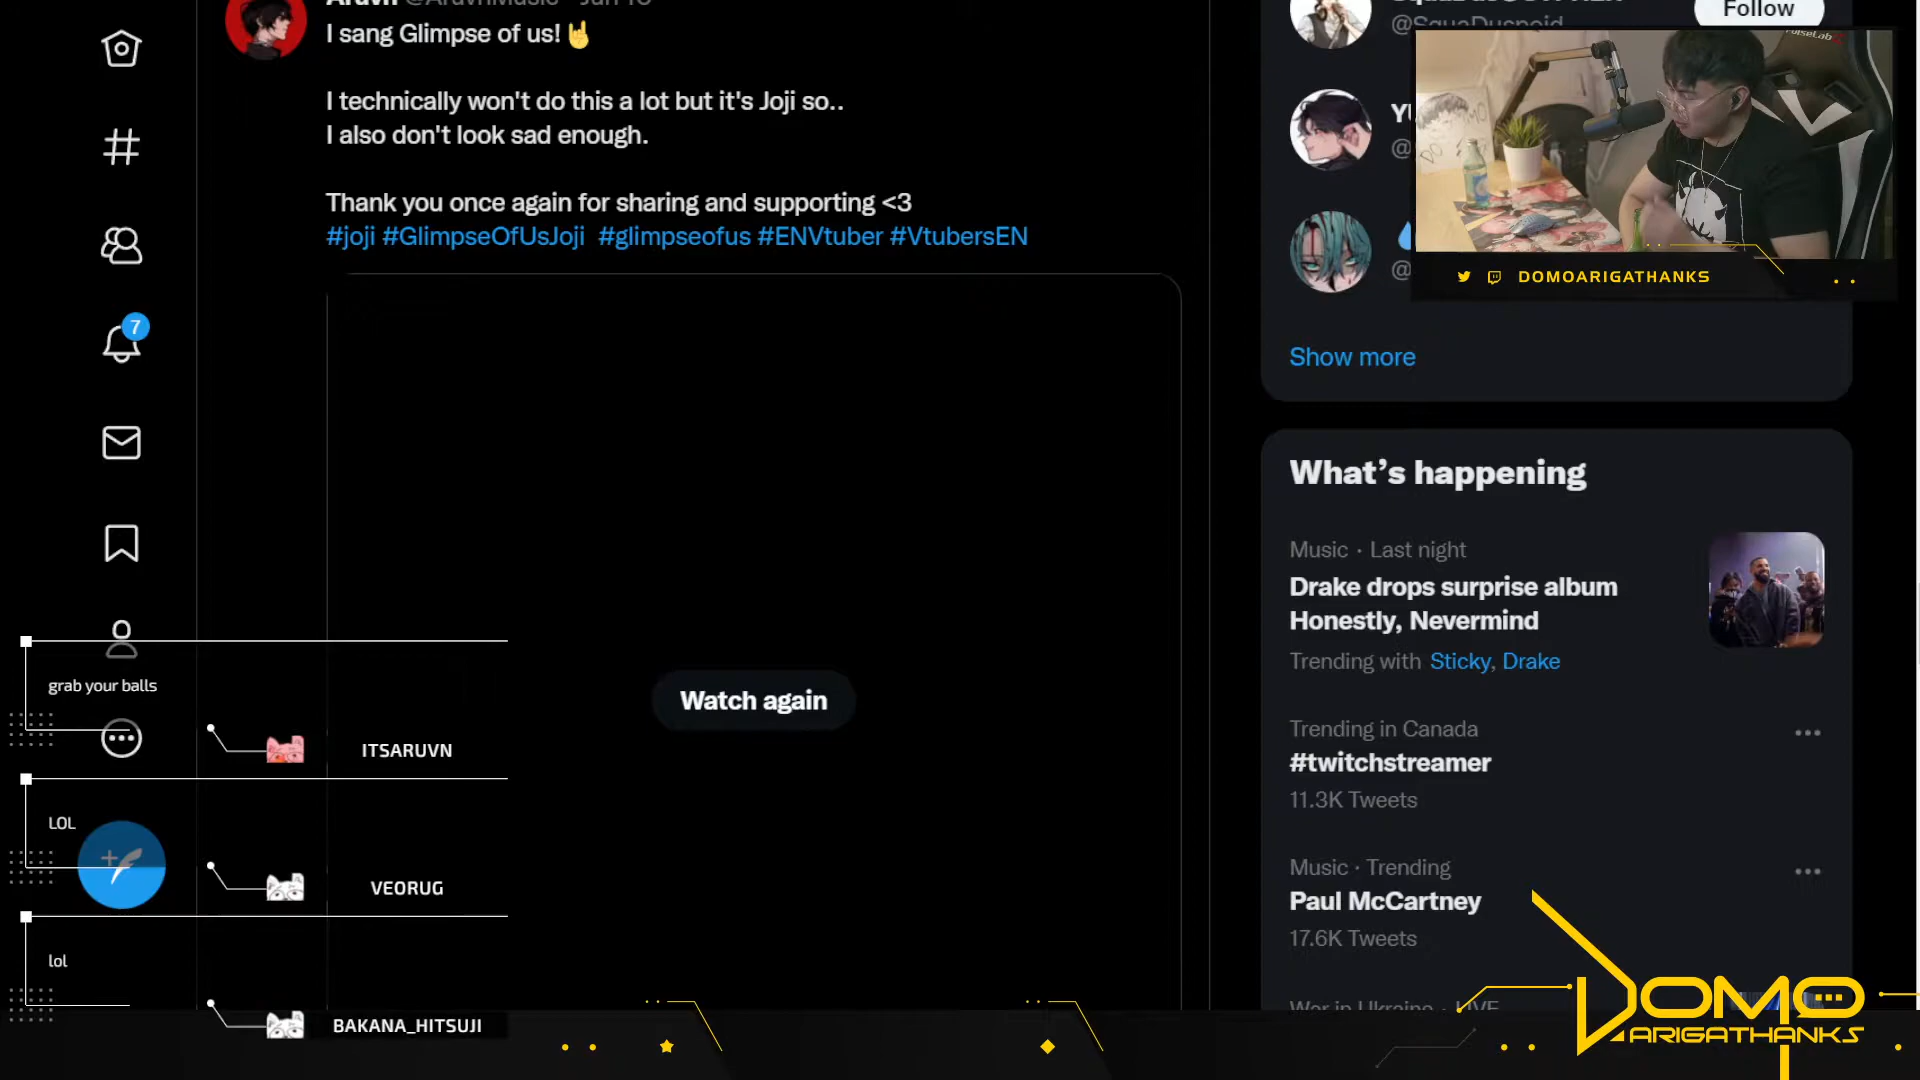 I sang Glimpse of us!🤘
I technically won't do this a lot but it's Joji so..
I also don't look sad enough.
Thank you once again for sharing and supporting <3
#joji #GlimpseOfUsJoji #glimpseofus #ENVtuber #VtubersEN
Watch again
7
grab your balls
ITSARUVN
LOL
VEORUG
lol
BAKANA_HITSUJI
Follow
DOMOARIGATHANKS
Show more
What's happening
Music · Last night
Drake drops surprise album
Honestly, Nevermind
Trending with Sticky, Drake
Trending in Canada
#twitchstreamer
11.3K Tweets
Music · Trending
Paul McCartney
17.6K Tweets
War in Ukraine · LIVE
DOMO
ARIGATHANKS